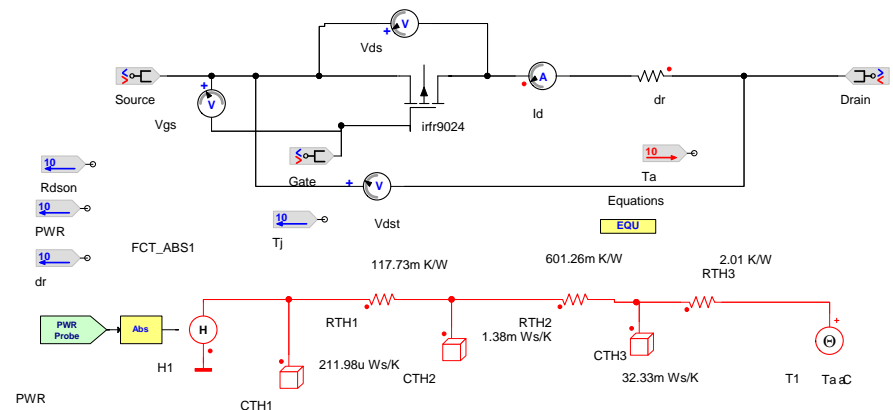 V
Vds
Source
V
Vgs
irfr9024
A
Id
dr
Drain
10
Rdson
Gate
10
Ta
V
Vdst
Equations
EQU
10
PWR
10
Tj
FCT_ABS1
10
dr
117.73m K/W
601.26m K/W
2.01 K/W
RTH3
RTH1
RTH2
PWR
Probe
Abs
H
H1
211.98u Ws/K
1.38m Ws/K
CTH1
CTH2
CTH3
32.33m Ws/K
Θ
T1
PWR